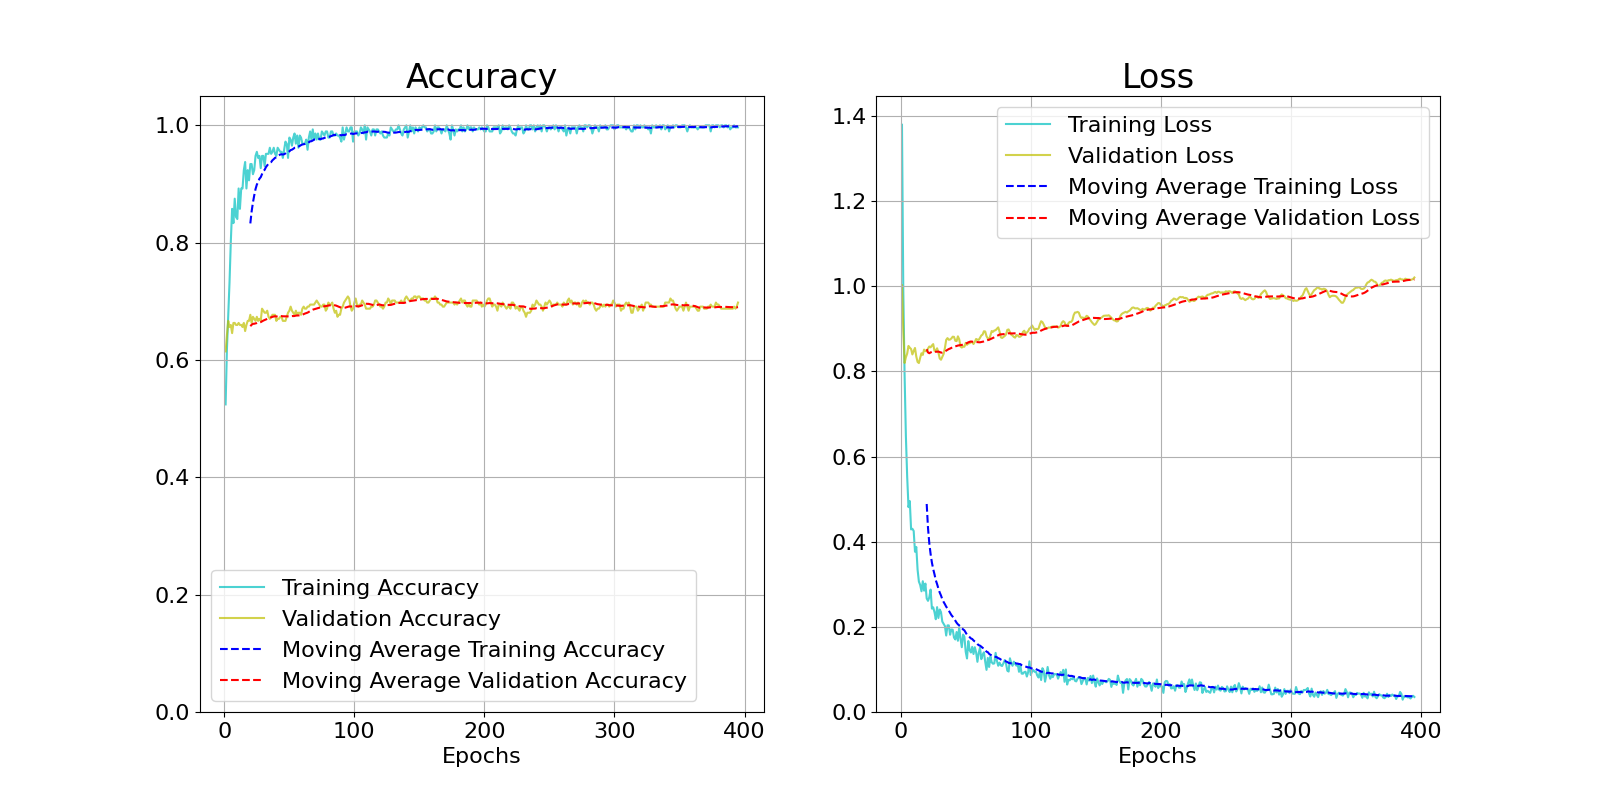 Accuracy
1.0
0.8
0.6
0.4
0.2
0.0
Training Accuracy
Validation Accuracy
Moving Average Training Accuracy
Moving Average Validation Accuracy
0 100 200 300 400
Epochs
Loss
1.4
1.2
1.0
0.8
0.6
0.4
0.2
0.0
Training Loss
Validation Loss
Moving Average Training Loss
Moving Average Validation Loss
0 100 200 300 400
Epochs